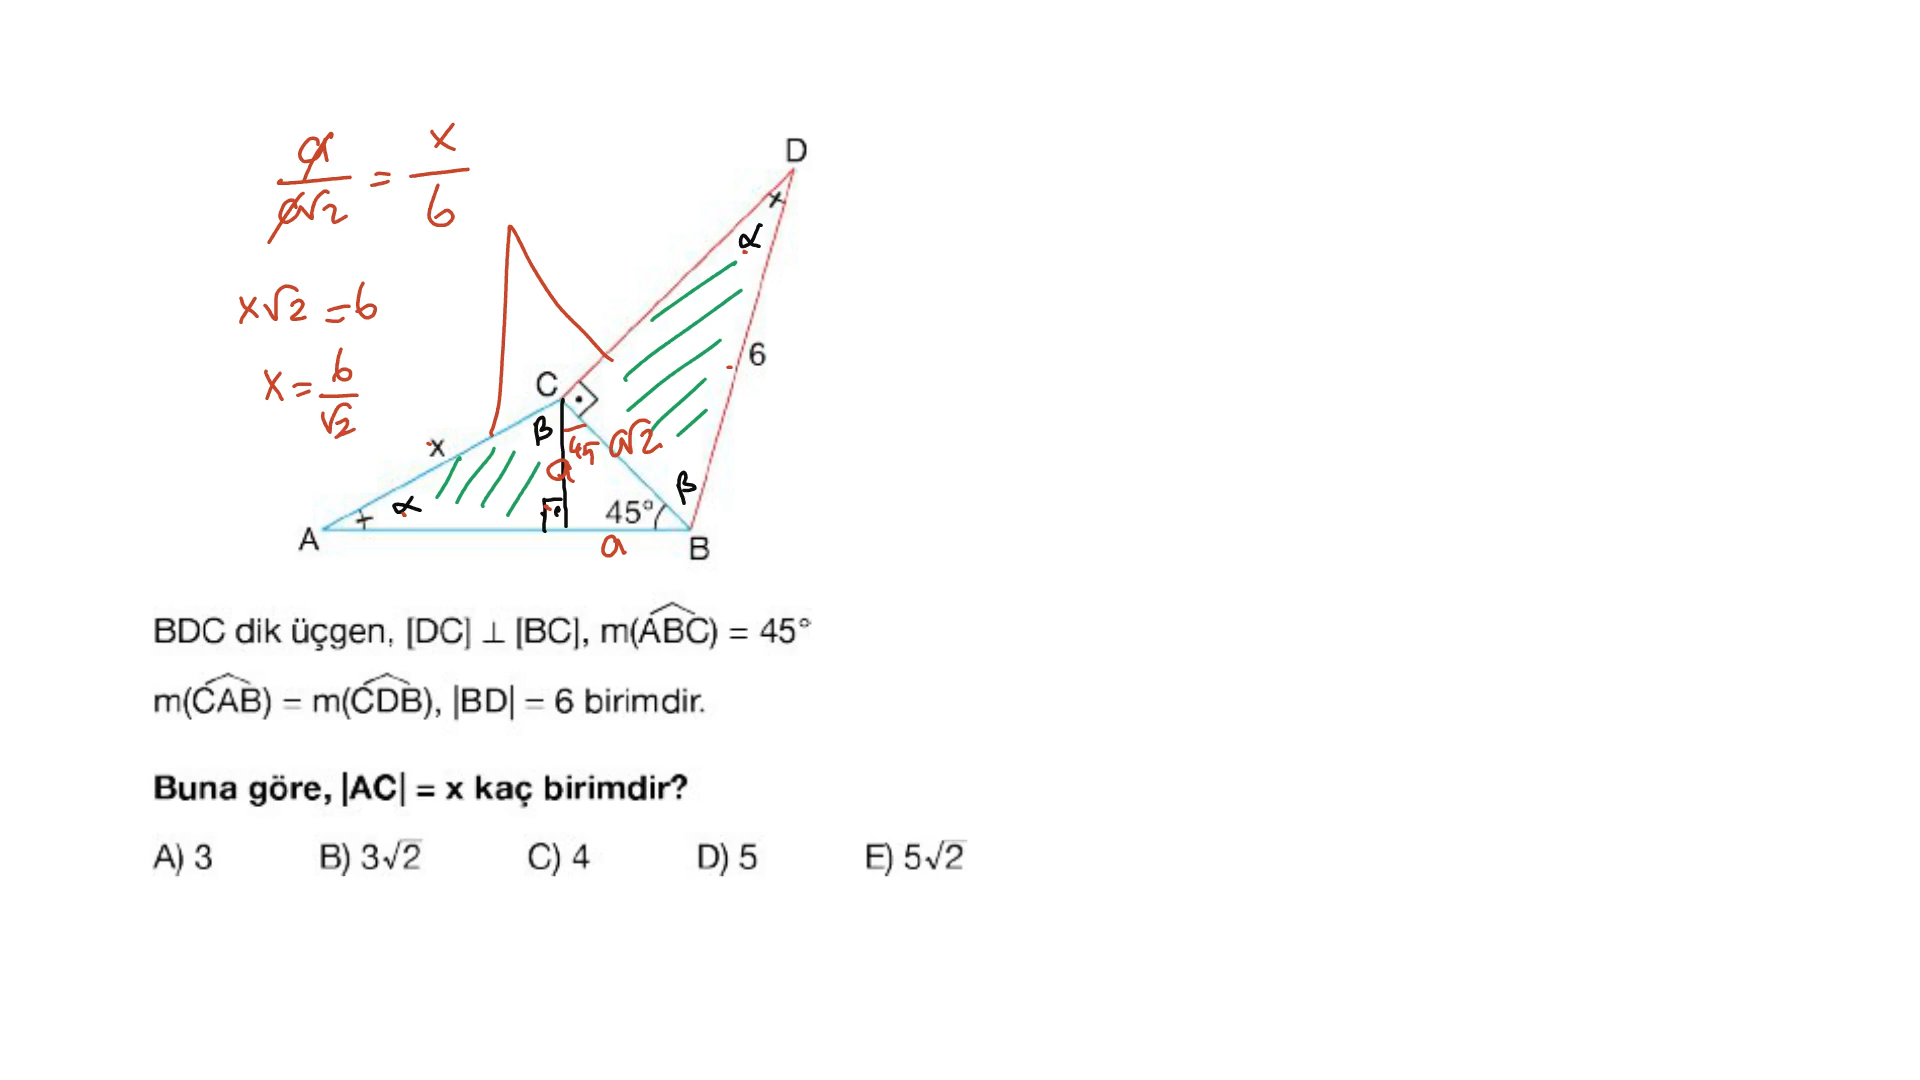 a/a√2 = x/6
x√2 = 6
x = 6/√2
D
α
6
C
β
45
a√2
a
x
α
β
45°
A
a
B
BDC dik üçgen, [DC] ⊥ [BC], m(ABC) = 45°
m(CAB) = m(CDB), |BD| = 6 birimdir.
Buna göre, |AC| = x kaç birimdir?
A) 3 B) 3√2 C) 4 D) 5 E) 5√2